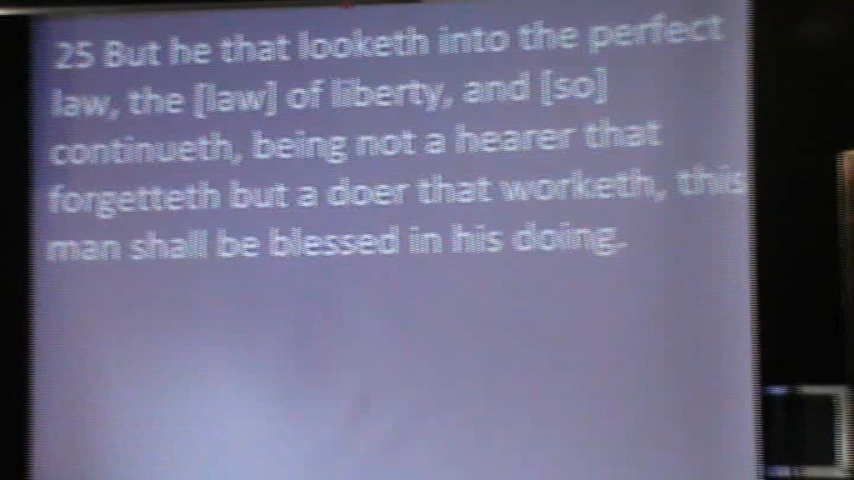 25 But he that looketh into the perfect
law, the [law] of liberty, and [so]
continueth, being not a hearer that
forgetteth but a doer that worketh, this
man shall be blessed in his doing.